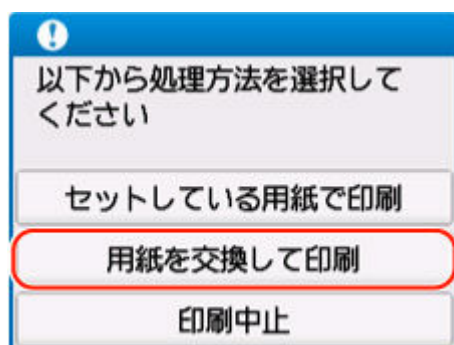 以下から処理方法を選択して
ください
セットしている用紙で印刷
用紙を交換して印刷
印刷中止